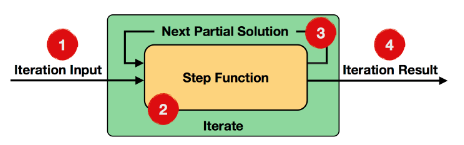 1
Iteration Input
Next Partial Solution
3
Step Function
2
Iterate
4
Iteration Result